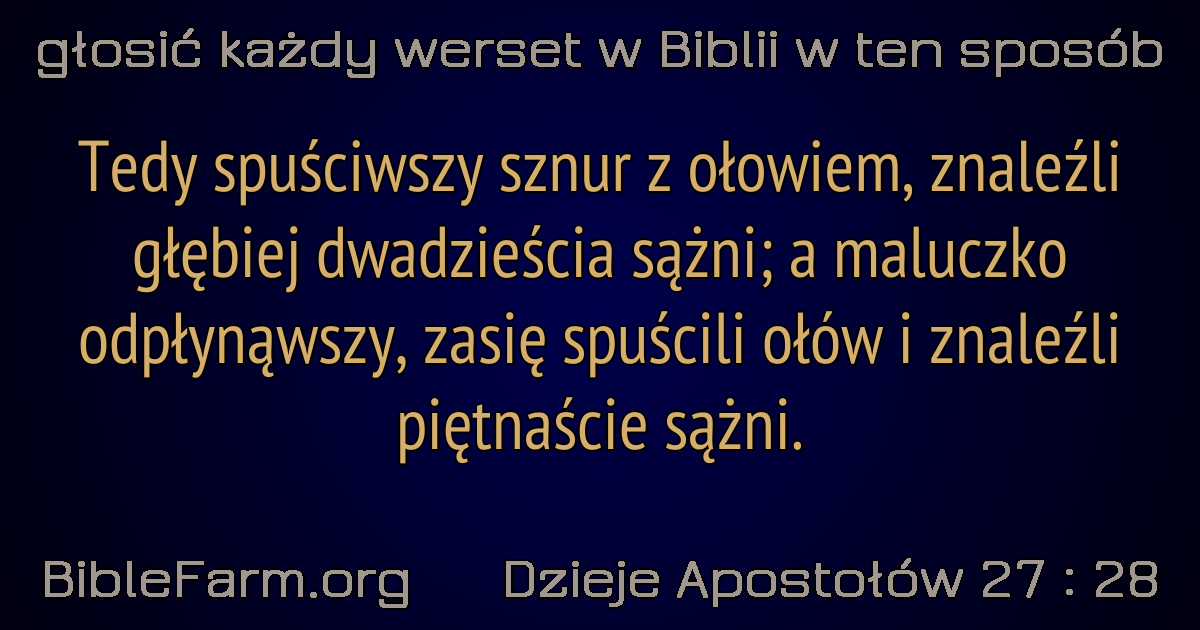 głosić każdy werset w Biblii w ten sposób
Tedy spuściwszy sznur z ołowiem, znaleźli
głębiej dwadzieścia sążni; a maluczko
odpłynąwszy, zasię spuścili ołów i znaleźli
piętnaście sążni.
BibleFarm.org Dzieje Apostołów 27 : 28